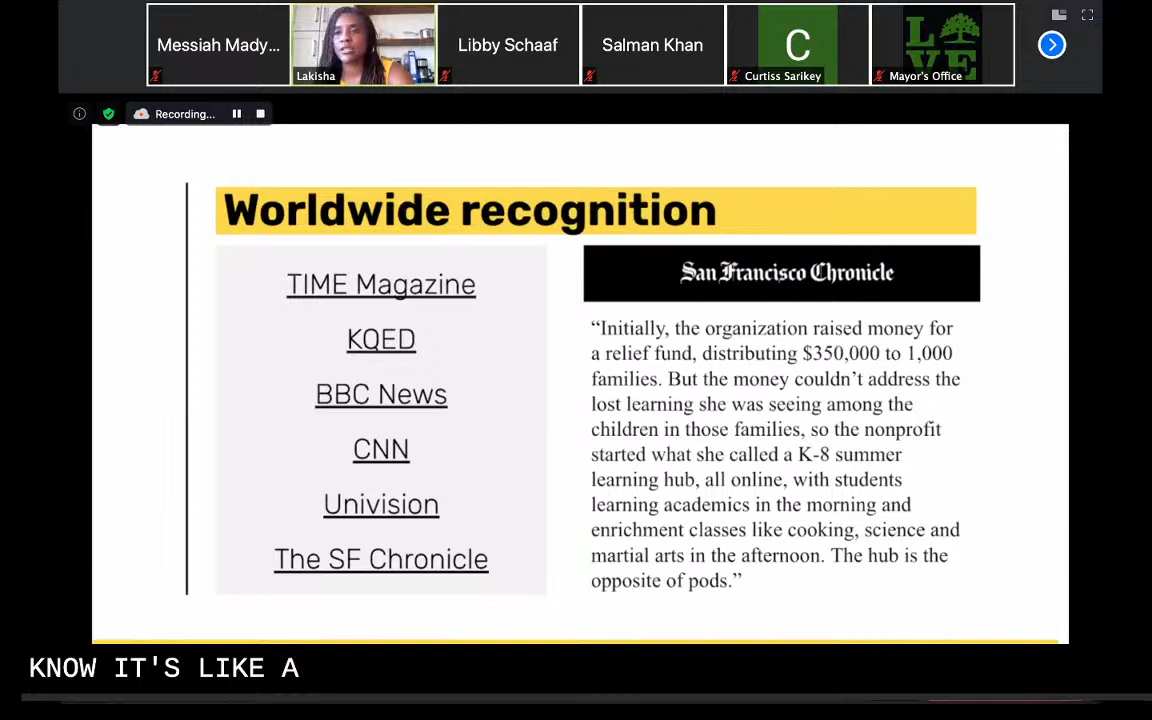 Messiah Mady...
Lakisha
Libby Schaaf
Salman Khan
C
Curtiss Sarikey
LOVE
Mayor's Office
Recording...
Worldwide recognition
TIME Magazine
KQED
BBC News
CNN
Univision
The SF Chronicle
San Francisco Chronicle
“Initially, the organization raised money for
a relief fund, distributing $350,000 to 1,000
families. But the money couldn’t address the
lost learning she was seeing among the
children in those families, so the nonprofit
started what she called a K-8 summer
learning hub, all online, with students
learning academics in the morning and
enrichment classes like cooking, science and
martial arts in the afternoon. The hub is the
opposite of pods.”
KNOW IT'S LIKE A